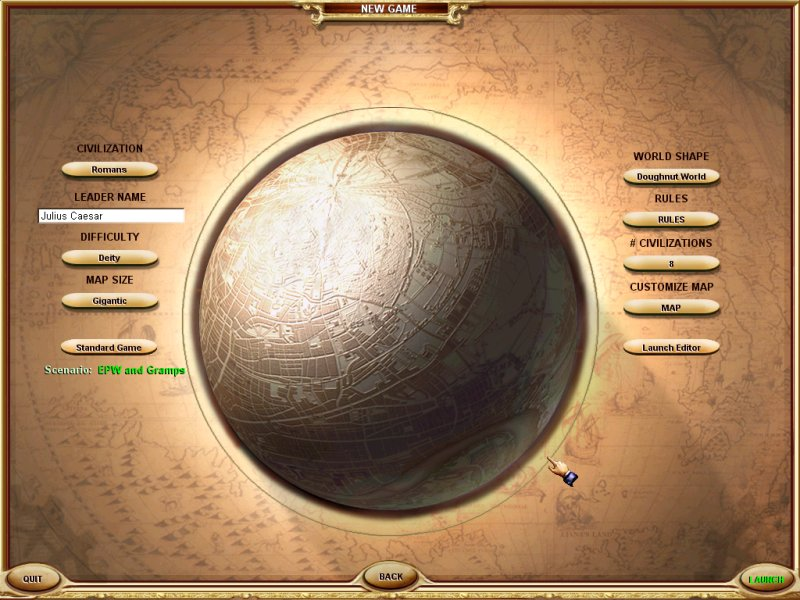 NEW GAME
CIVILIZATION
Romans
LEADER NAME
Julius Caesar
DIFFICULTY
Deity
MAP SIZE
Gigantic
Standard Game
Scenario: EPW and Gramps
WORLD SHAPE
Doughnut World
RULES
RULES
# CIVILIZATIONS
8
CUSTOMIZE MAP
MAP
Launch Editor
QUIT
BACK
LAUNCH